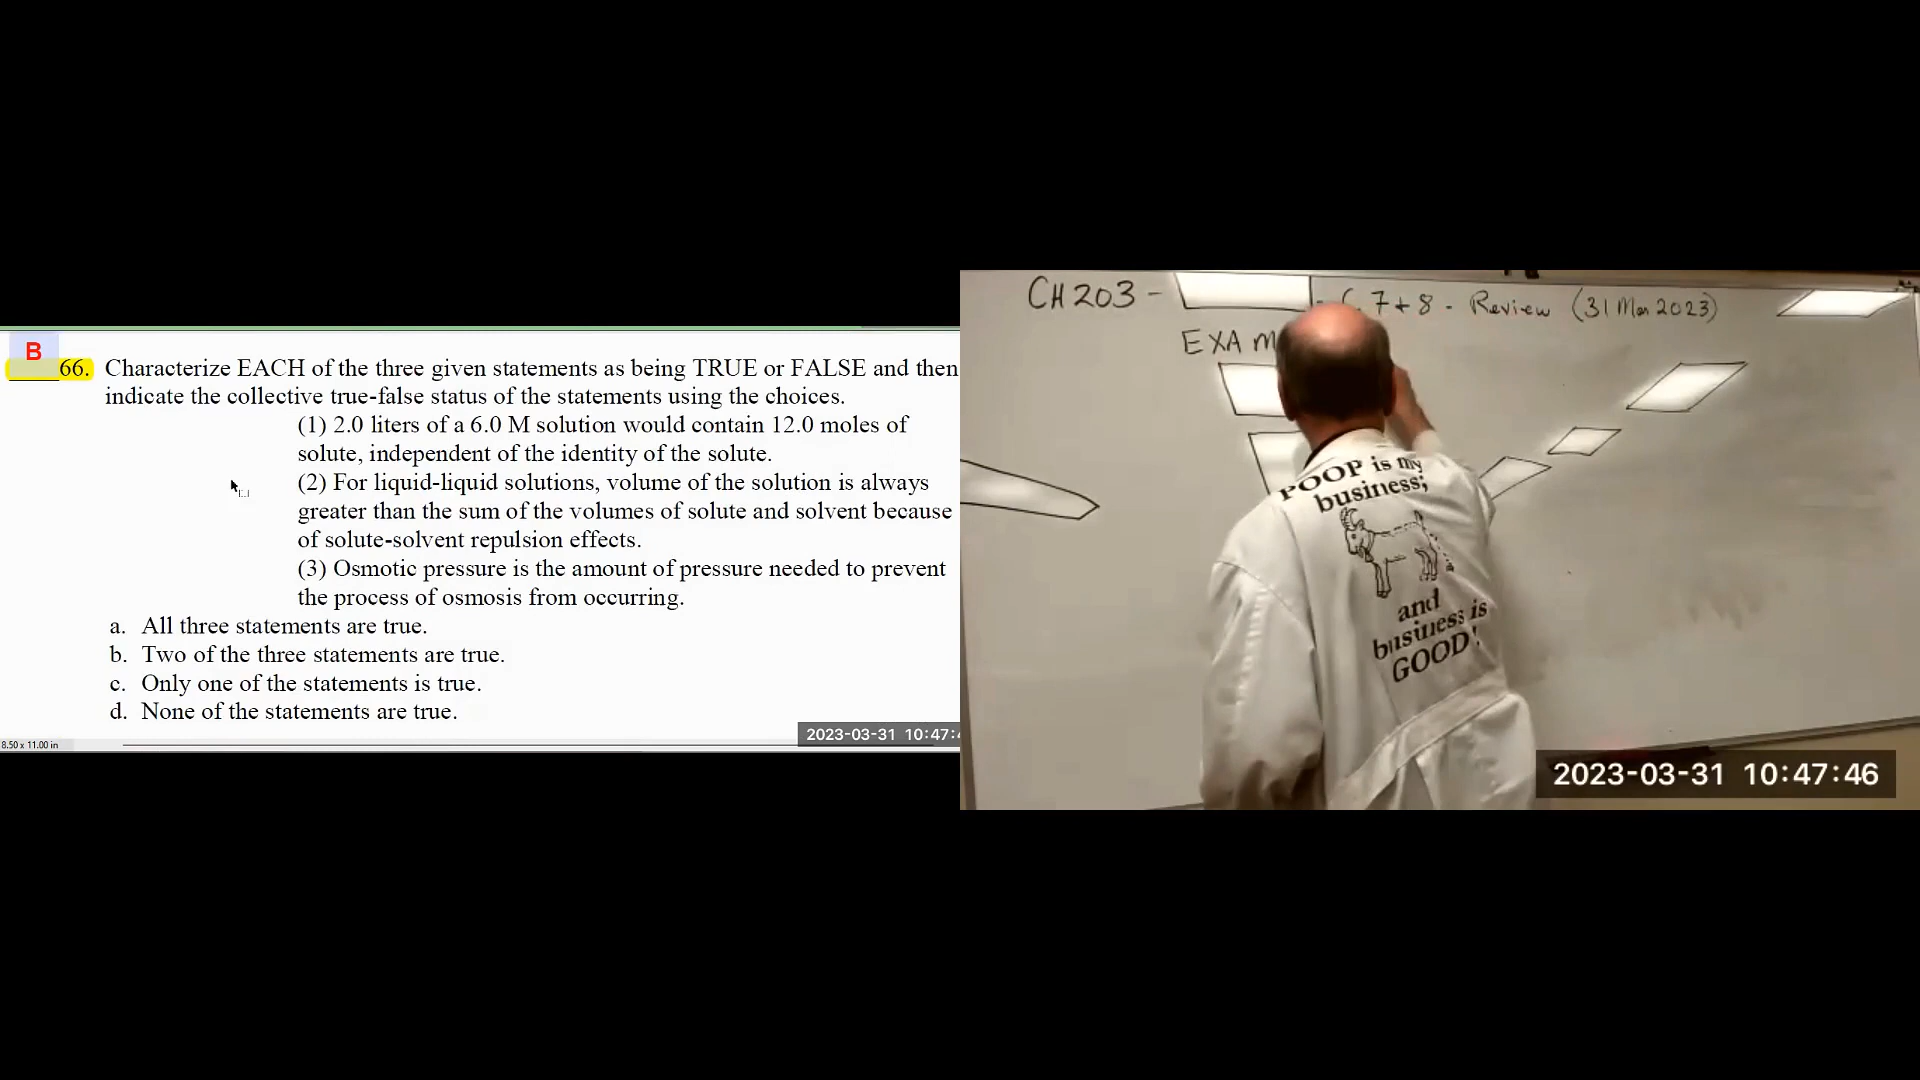 B
66. Characterize EACH of the three given statements as being TRUE or FALSE and then
indicate the collective true-false status of the statements using the choices.
(1) 2.0 liters of a 6.0 M solution would contain 12.0 moles of
solute, independent of the identity of the solute.
(2) For liquid-liquid solutions, volume of the solution is always
greater than the sum of the volumes of solute and solvent because
of solute-solvent repulsion effects.
(3) Osmotic pressure is the amount of pressure needed to prevent
the process of osmosis from occurring.
a. All three statements are true.
b. Two of the three statements are true.
c. Only one of the statements is true.
d. None of the statements are true.
8.50 x 11.00 in
2023-03-31 10:47:4
CH 203 - 7 + 8 - Review (31 Mar 2023)
EXAM
POOP is my
business;
and
business is
GOOD!
2023-03-31 10:47:46